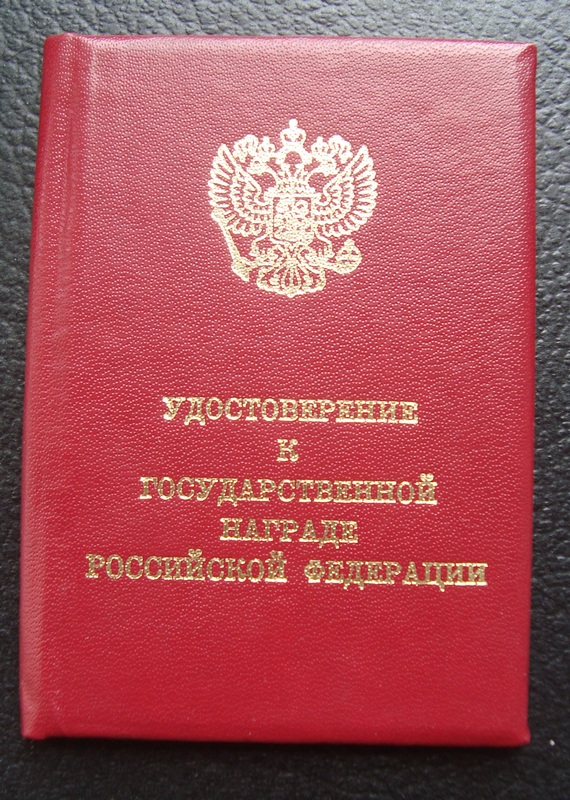 УДОСТОВЕРЕНИЕ
К
ГОСУДАРСТВЕННОЙ
НАГРАДЕ
РОССИЙСКОЙ ФЕДЕРАЦИИ